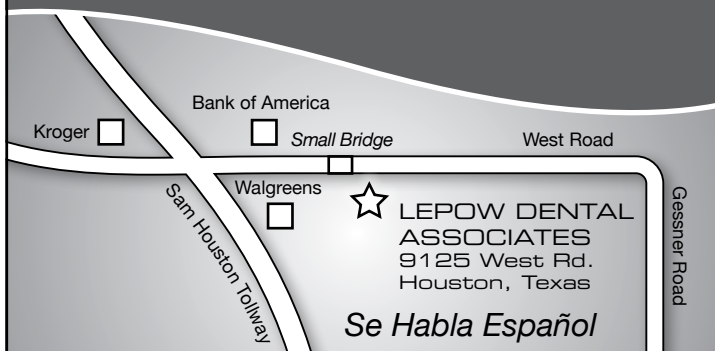 Bank of America
Kroger
Small Bridge
West Road
Walgreens
Sam Houston Tollway
Gessner Road
LEPOW DENTAL
ASSOCIATES
9125 West Rd.
Houston, Texas
Se Habla Español